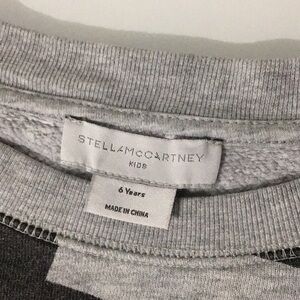 STELLAMCCARTNEY
KIDS
6 Years
MADE IN CHINA